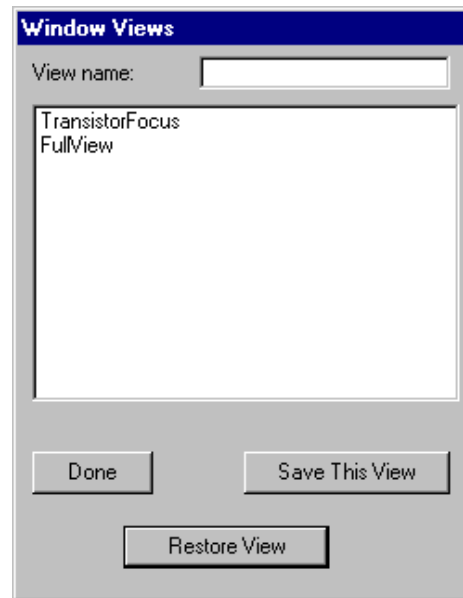 Window Views
View name:
TransistorFocus
FullView
Done Save This View
Restore View